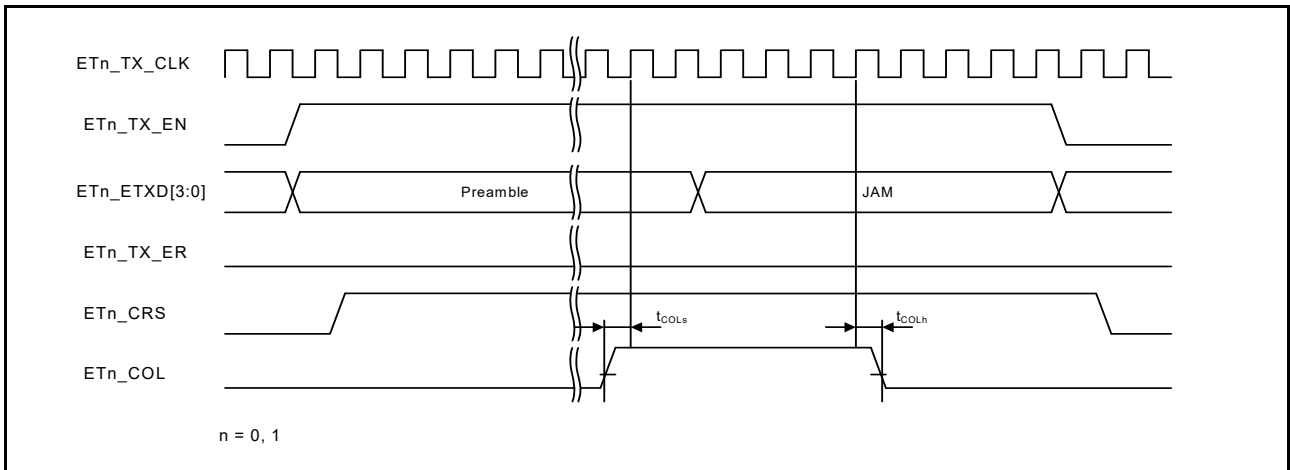 ETn_TX_CLK
ETn_TX_EN
ETn_ETXD[3:0] Preamble JAM
ETn_TX_ER
ETn_CRS
tCOLs tCOLh
ETn_COL
n = 0, 1